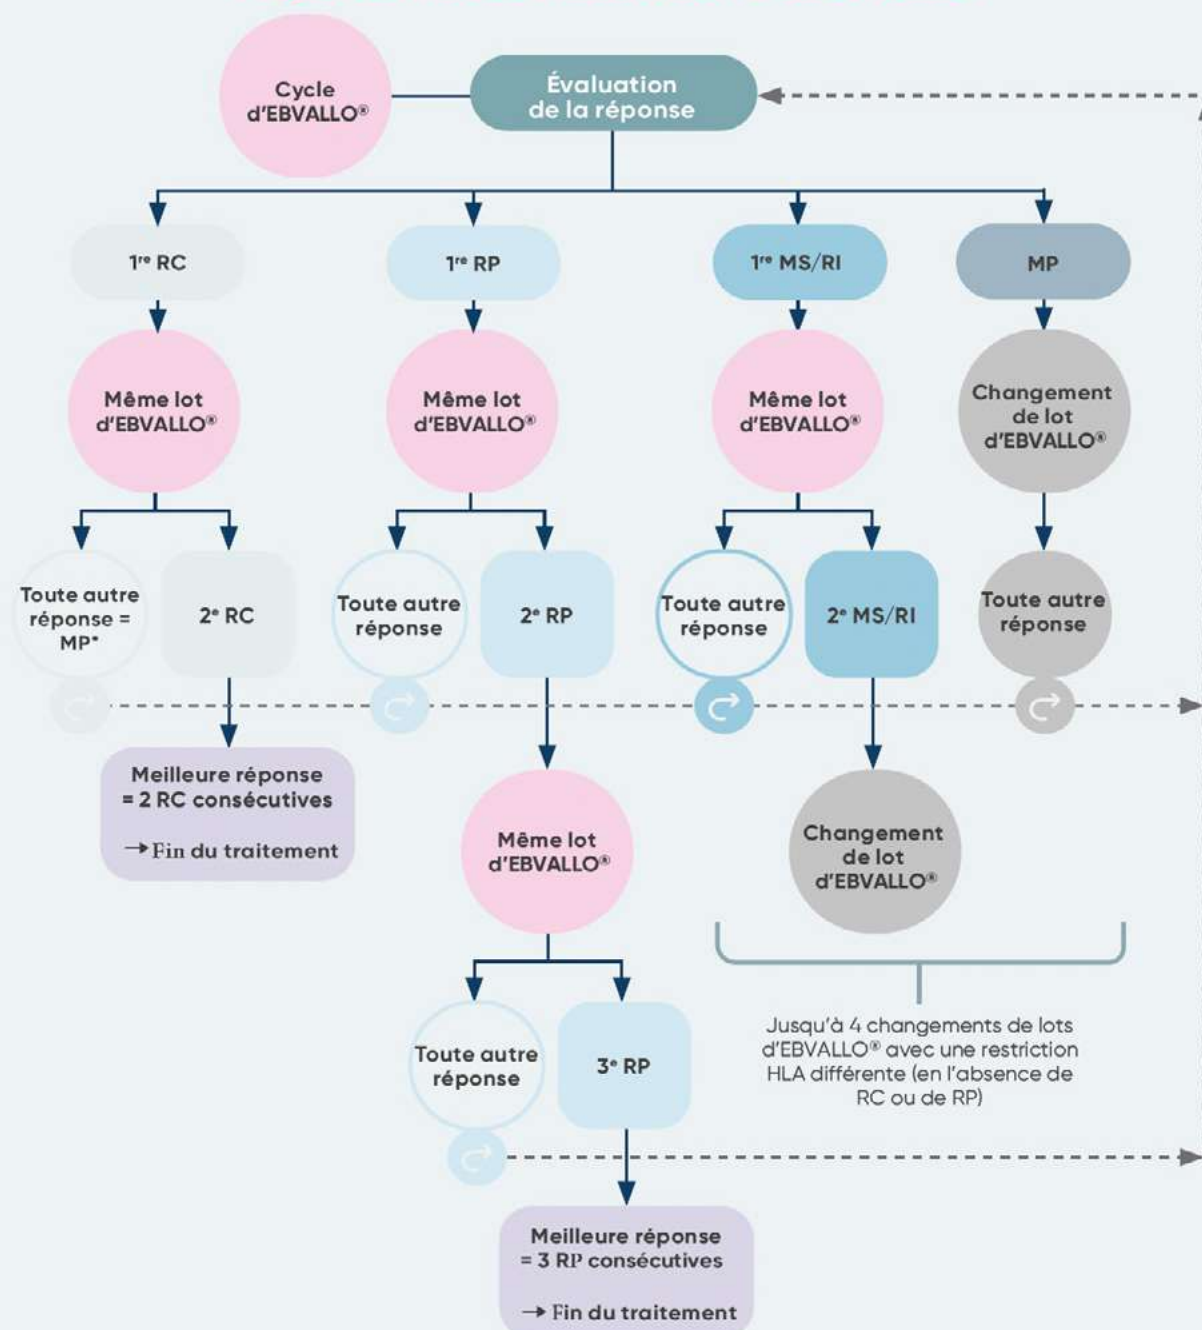 Cycle
d'EBVALLO®
Évaluation
de la réponse
1re RC
1re RP
1re MS/RI
MP
Même lot
d'EBVALLO®
Même lot
d'EBVALLO®
Même lot
d'EBVALLO®
Changement
de lot
d'EBVALLO®
Toute autre
réponse =
MP*
2e RC
Toute autre
réponse
2e RP
Toute autre
réponse
2e MS/RI
Toute autre
réponse
Meilleure réponse
= 2 RC consécutives
→ Fin du traitement
Même lot
d'EBVALLO®
Changement
de lot
d'EBVALLO®
Toute autre
réponse
3e RP
Jusqu'à 4 changements de lots
d'EBVALLO® avec une restriction
HLA différente (en l'absence de
RC ou de RP)
Meilleure réponse
= 3 RP consécutives
→ Fin du traitement